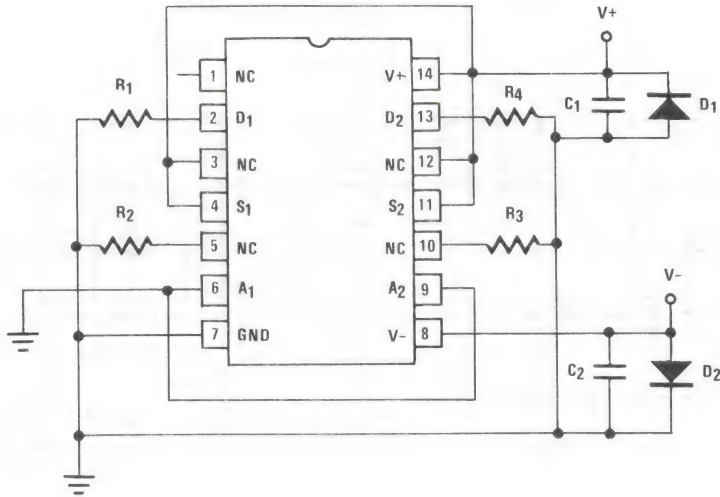 V+
R1
1 NC
V+ 14
R4
C1
D1
2 D1
D2 13
3 NC
NC 12
4 S1
S2 11
R2
R3
5 NC
NC 10
6 A1
A2 9
V-
7 GND
V- 8
C2
D2